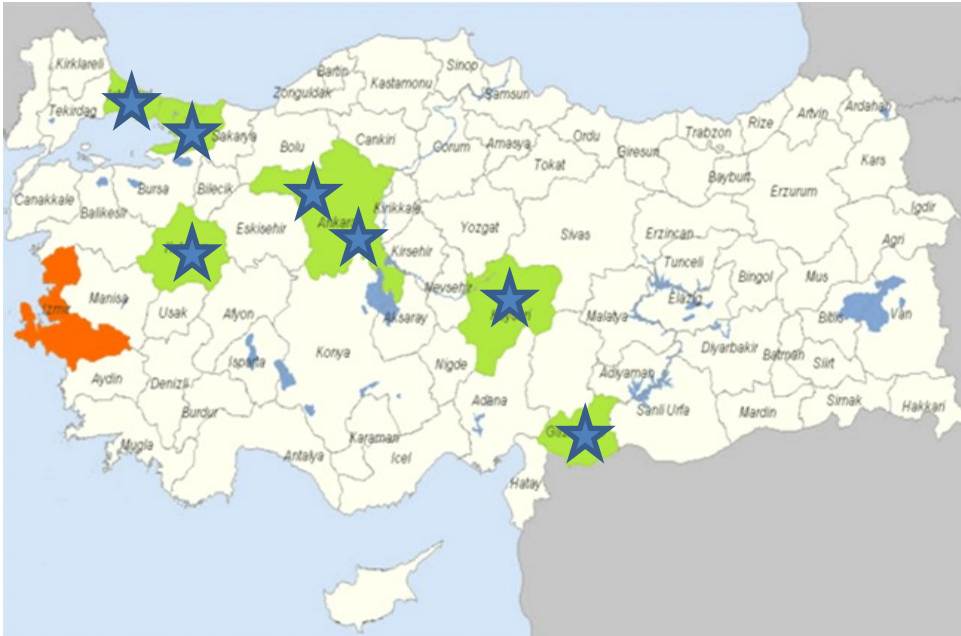 Kirklareli
Tekirdag
Sakarya
Zonguldak
Bartin
Kastamonu
Sinop
Samsun
Bolu
Cankiri
Corum
Amasya
Tokat
Ordu
Giresun
Trabzon
Rize
Artvin
Ardahan
Kars
Igdir
Bayburt
Erzurum
Agri
Canakkale
Balikesir
Bursa
Bilecik
Eskisehir
Ankara
Kirikkale
Kirsehir
Yozgat
Sivas
Erzincan
Tunceli
Bingol
Mus
Bitlis
Van
Izmir
Manisa
Usak
Afyon
Aksaray
Nevsehir
Malatya
Elazig
Diyarbakir
Batman
Siirt
Sirnak
Hakkari
Aydin
Denizli
Isparta
Burdur
Konya
Nigde
Adana
Adiyaman
Sanli Urfa
Mardin
Mugla
Antalya
Karaman
Icel
Hatay